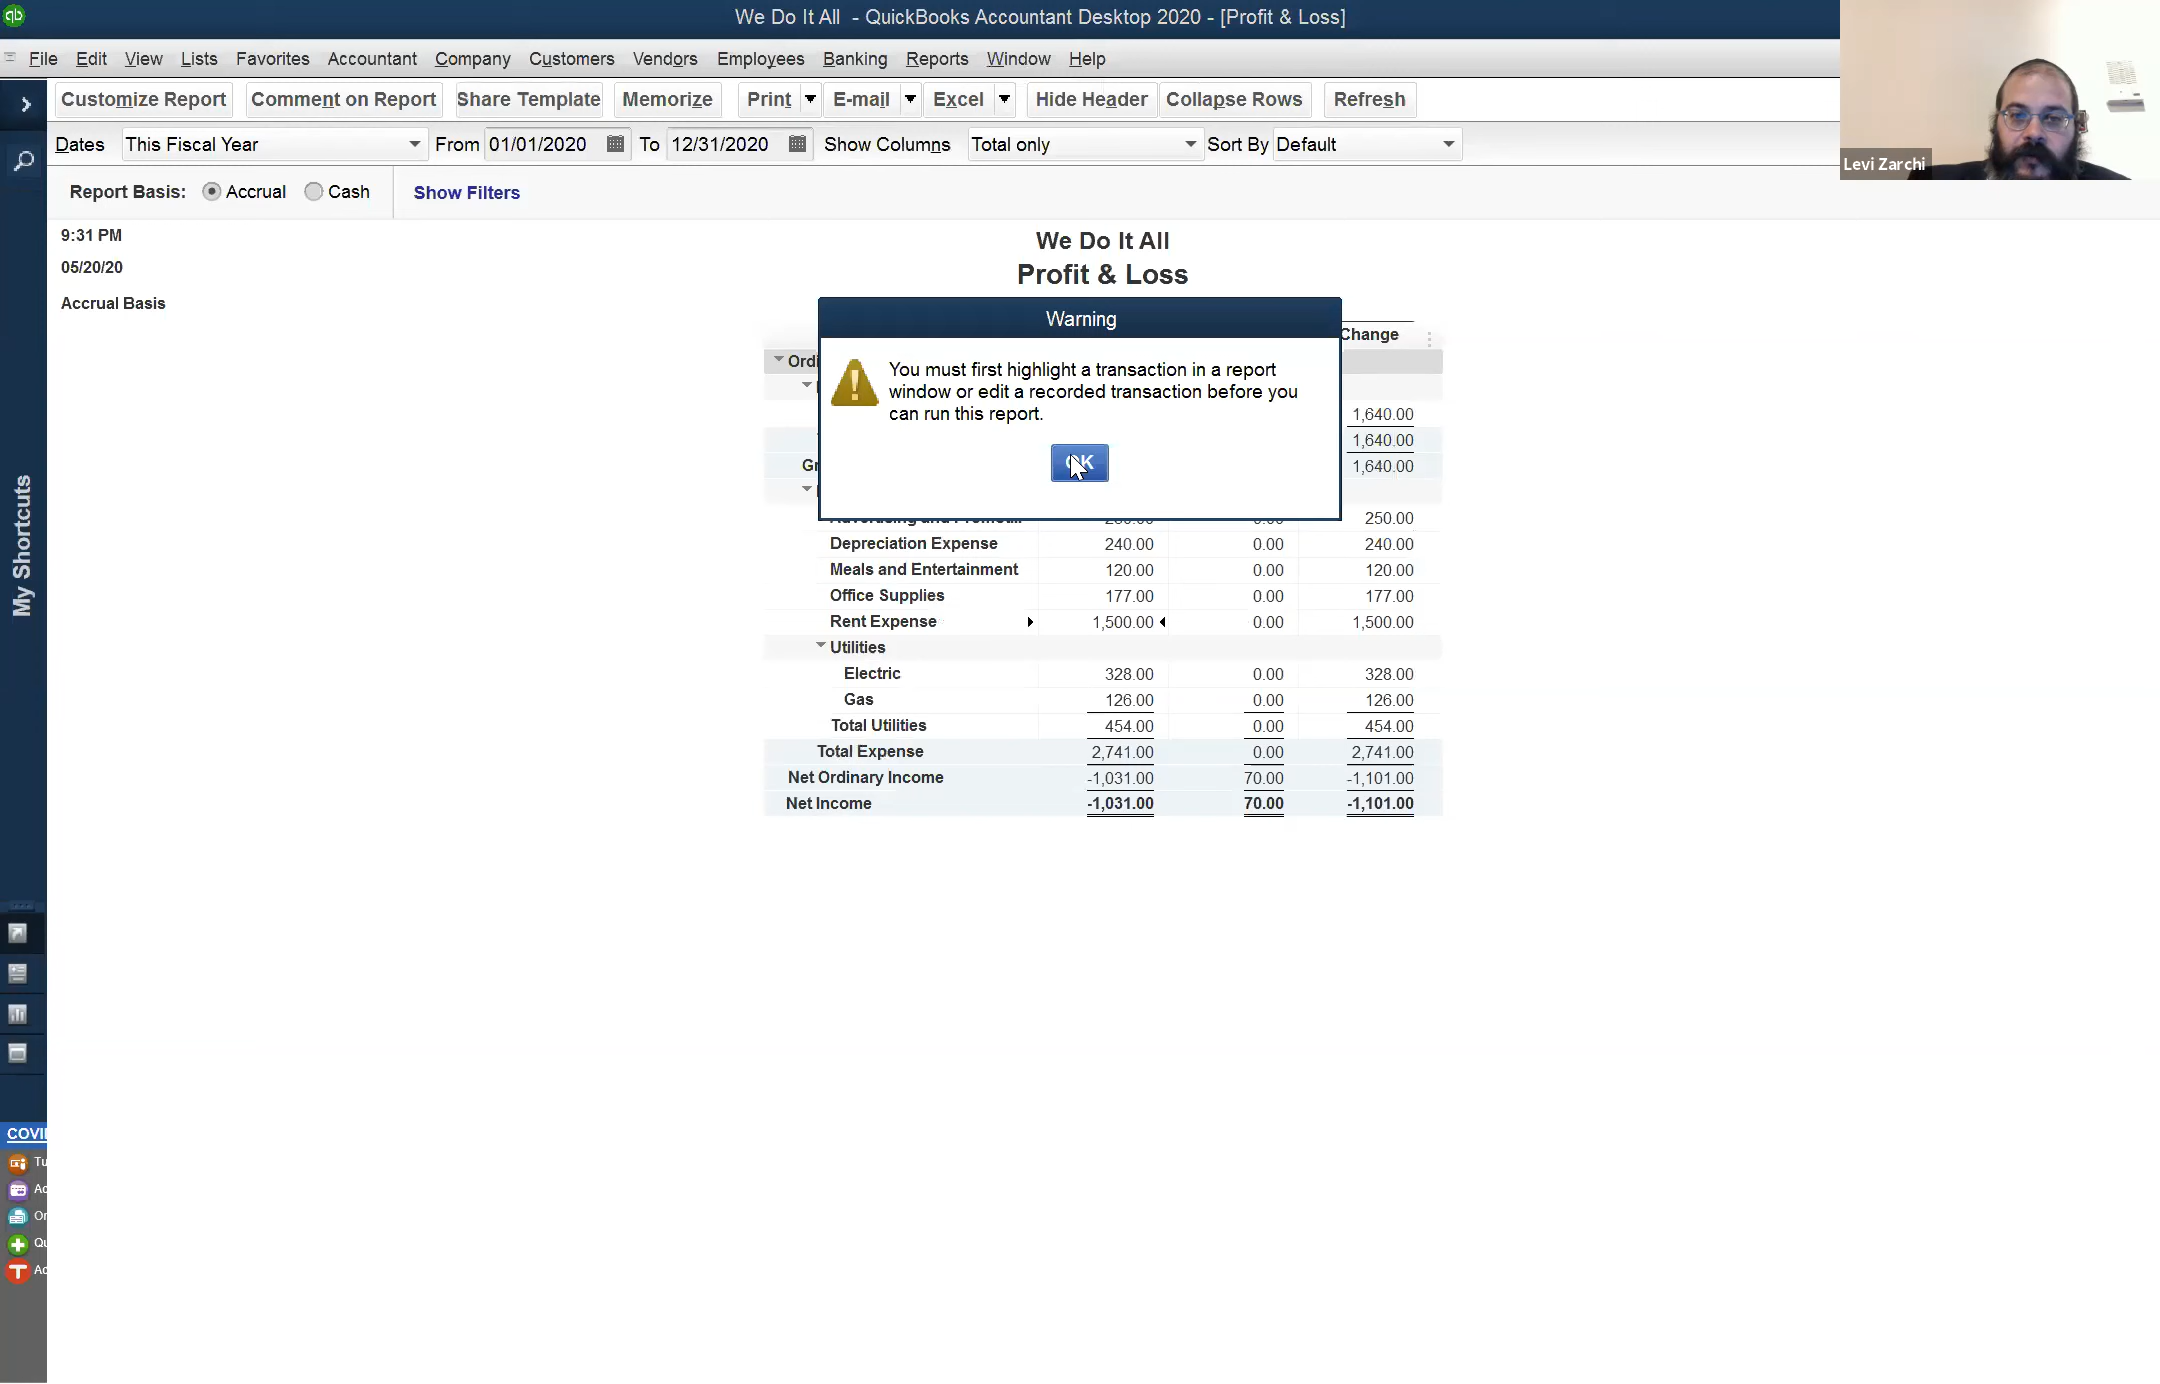 We Do It All - QuickBooks Accountant Desktop 2020 - [Profit & Loss]
File Edit View Lists Favorites Accountant Company Customers Vendors Employees Banking Reports Window Help
Customize Report Comment on Report Share Template Memorize Print E-mail Excel Hide Header Collapse Rows Refresh
Dates This Fiscal Year From 01/01/2020 To 12/31/2020 Show Columns Total only Sort By Default
Levi Zarchi
Report Basis: Accrual Cash Show Filters
9:31 PM
05/20/20
Accrual Basis
We Do It All
Profit & Loss
Warning
You must first highlight a transaction in a report
window or edit a recorded transaction before you
can run this report.
OK
Change
Ordi
1,640.00
1,640.00
Gr 1,640.00
250.00
Depreciation Expense 240.00 0.00 240.00
Meals and Entertainment 120.00 0.00 120.00
Office Supplies 177.00 0.00 177.00
Rent Expense 1,500.00 0.00 1,500.00
Utilities
Electric 328.00 0.00 328.00
Gas 126.00 0.00 126.00
Total Utilities 454.00 0.00 454.00
Total Expense 2,741.00 0.00 2,741.00
Net Ordinary Income -1,031.00 70.00 -1,101.00
Net Income -1,031.00 70.00 -1,101.00
My Shortcuts
COVI
Tu
Ac
Or
Qu
Ac